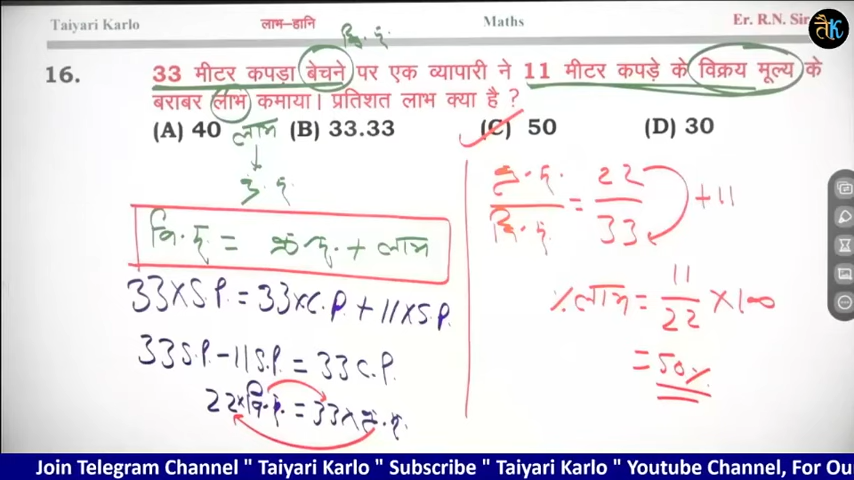 Taiyari Karlo लाभ–हानि Maths Er. R.N. Sir
वि. मू.
16. 33 मीटर कपड़ा बेचने पर एक व्यापारी ने 11 मीटर कपड़े के विक्रय मूल्य के
बराबर लाभ कमाया। प्रतिशत लाभ क्या है ?
(A) 40 (B) 33.33 (C) 50 (D) 30
लाभ
वि. मू. = क्र. मू. + लाभ
33×S.P. = 33×C.P + 11×S.P.
33S.P. – 11S.P. = 33C.P.
22×वि.मू. = 33×क्र.मू.
क्र.मू. / वि.मू. = 22 / 33 +11
% लाभ = 11 / 22 × 100
= 50%
Join Telegram Channel " Taiyari Karlo " Subscribe " Taiyari Karlo " Youtube Channel, For Ou